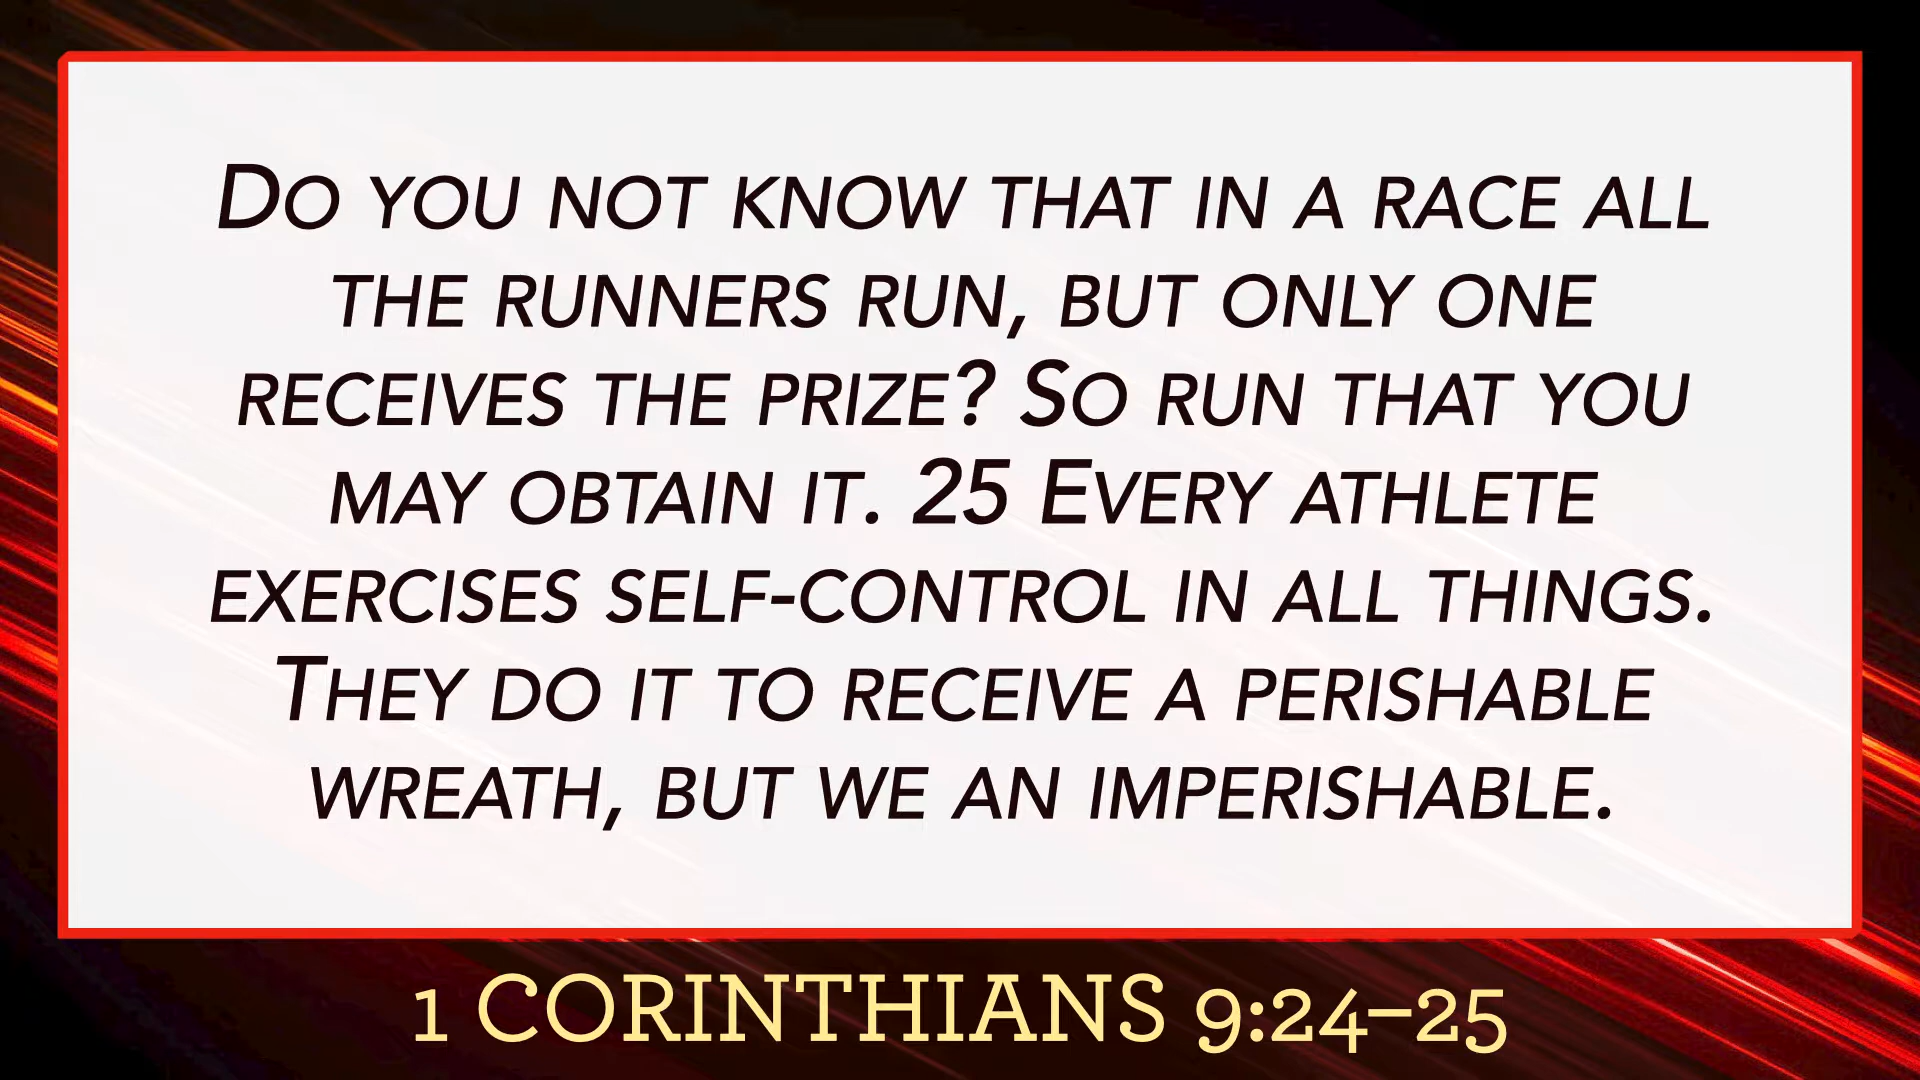 Do you not know that in a race all
the runners run, but only one
receives the prize? So run that you
may obtain it. 25 Every athlete
exercises self-control in all things.
They do it to receive a perishable
wreath, but we an imperishable.
1 CORINTHIANS 9:24–25